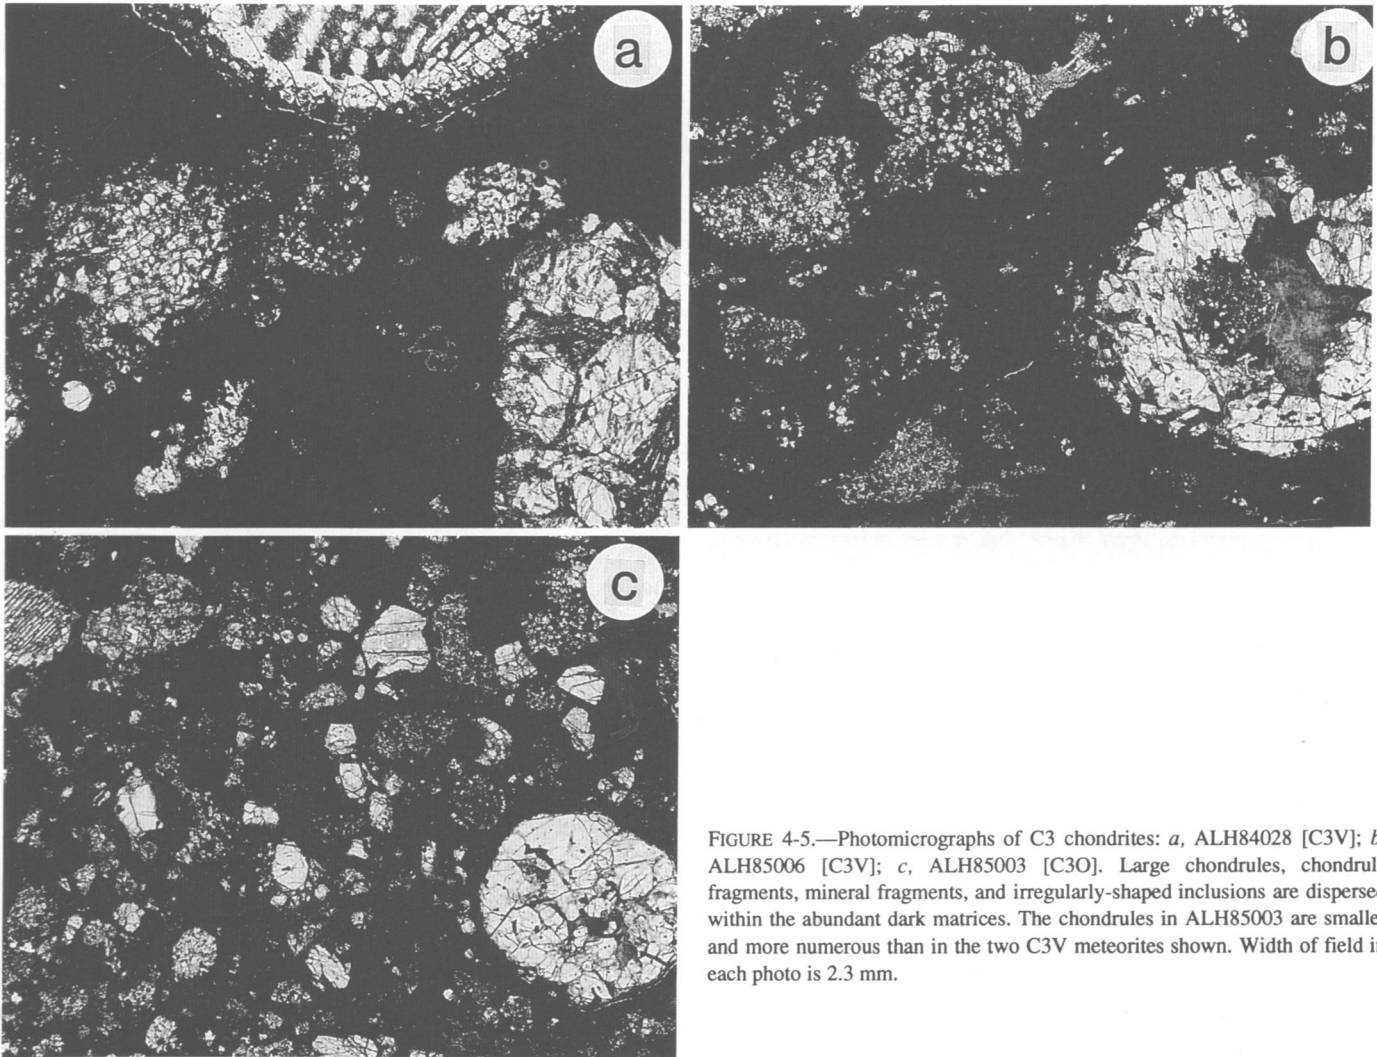 a
b
c
FIGURE 4-5.—Photomicrographs of C3 chondrites: a, ALH84028 [C3V]; b
ALH85006 [C3V]; c, ALH85003 [C3O]. Large chondrules, chondrul
fragments, mineral fragments, and irregularly-shaped inclusions are disperse
within the abundant dark matrices. The chondrules in ALH85003 are smalle
and more numerous than in the two C3V meteorites shown. Width of field i
each photo is 2.3 mm.